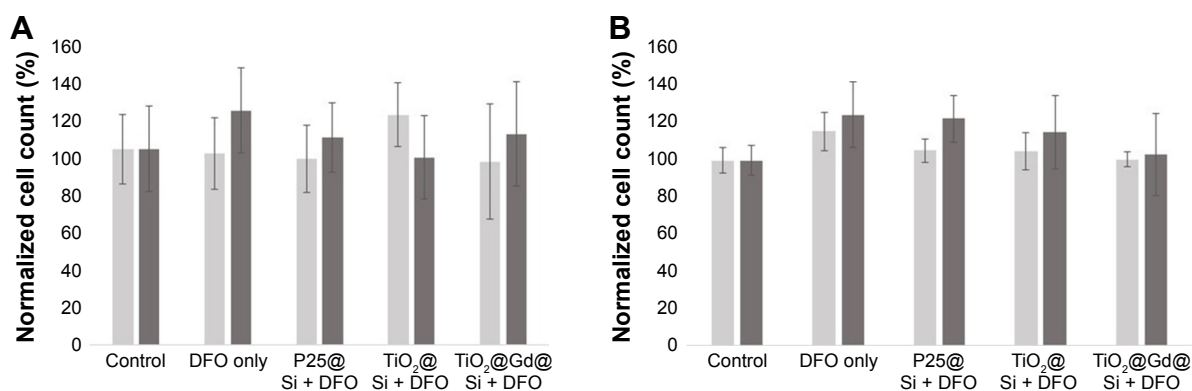 A
Normalized cell count (%)
160
140
120
100
80
60
40
20
0
Control
DFO only
P25@
Si + DFO
TiO₂@
Si + DFO
TiO₂@Gd@
Si + DFO
B
Normalized cell count (%)
160
140
120
100
80
60
40
20
0
Control
DFO only
P25@
Si + DFO
TiO₂@
Si + DFO
TiO₂@Gd@
Si + DFO